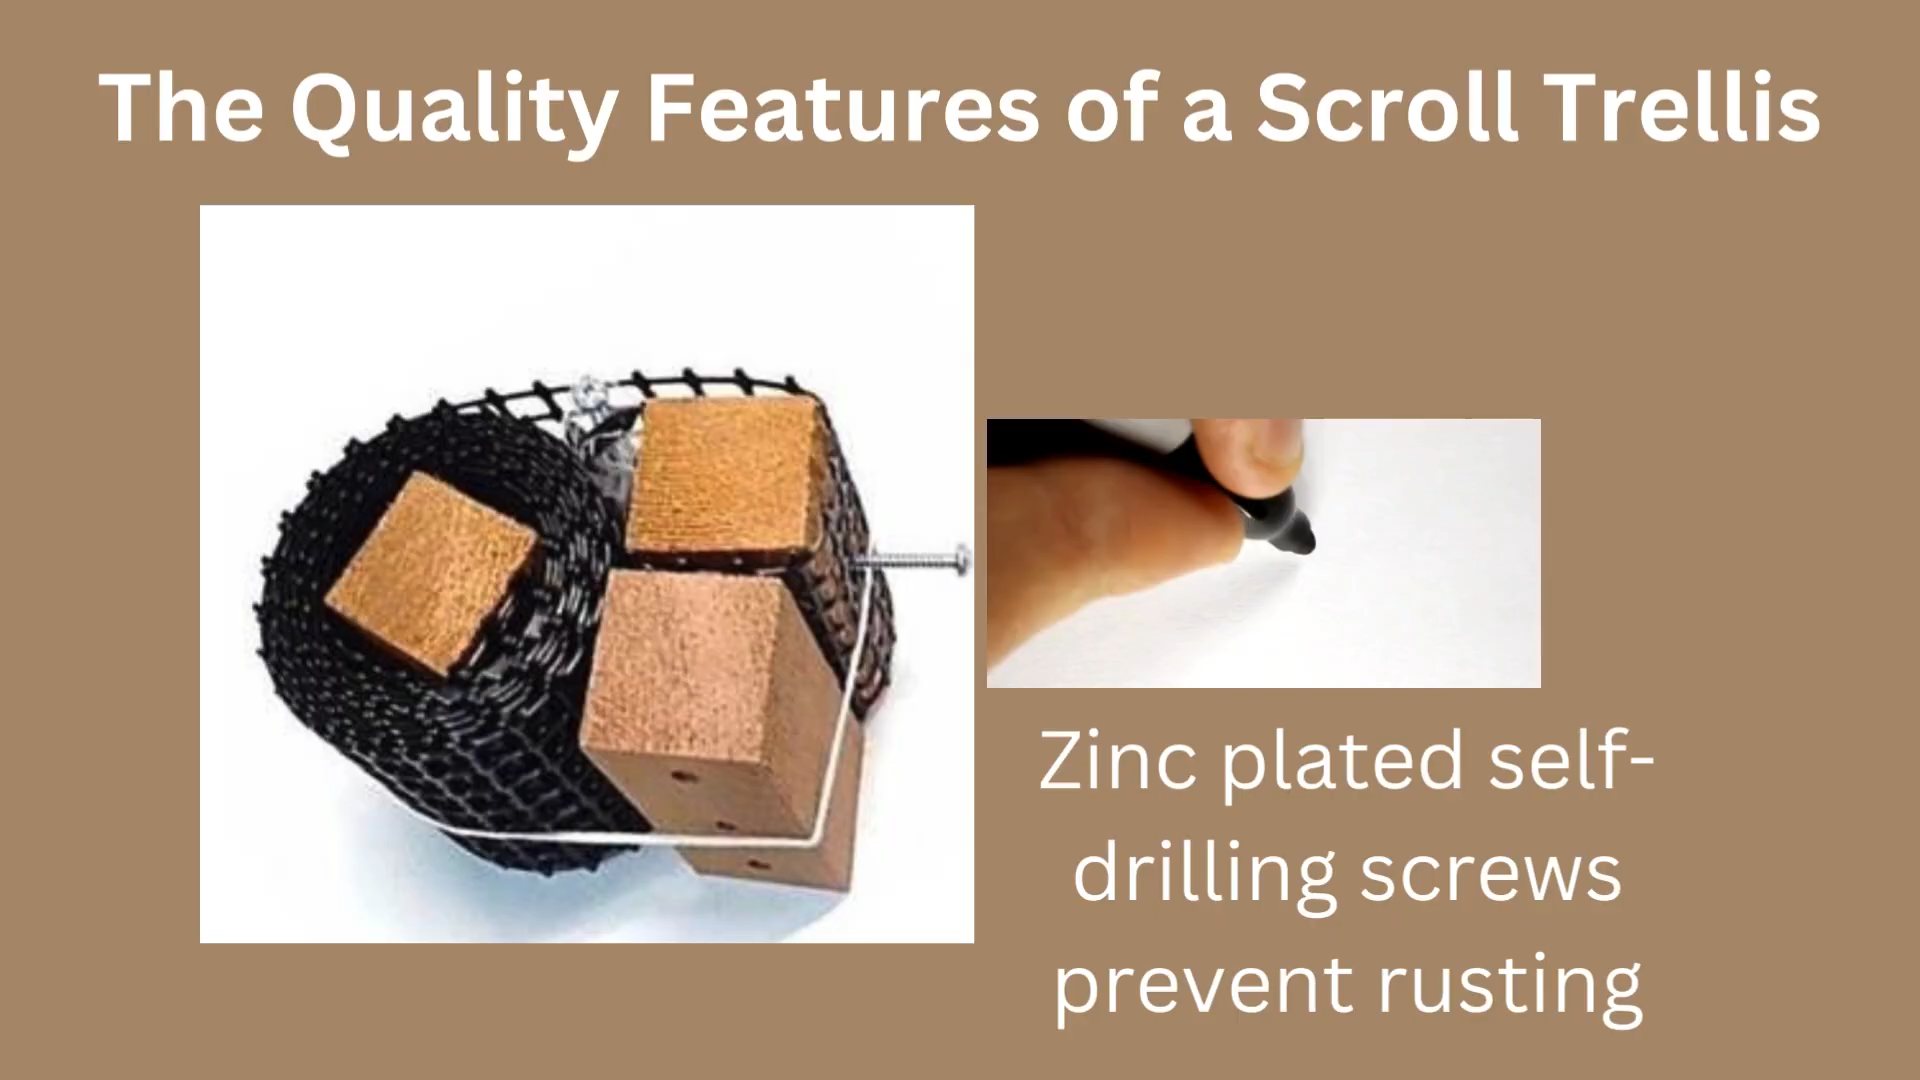 The Quality Features of a Scroll Trellis
Zinc plated self-
drilling screws
prevent rusting